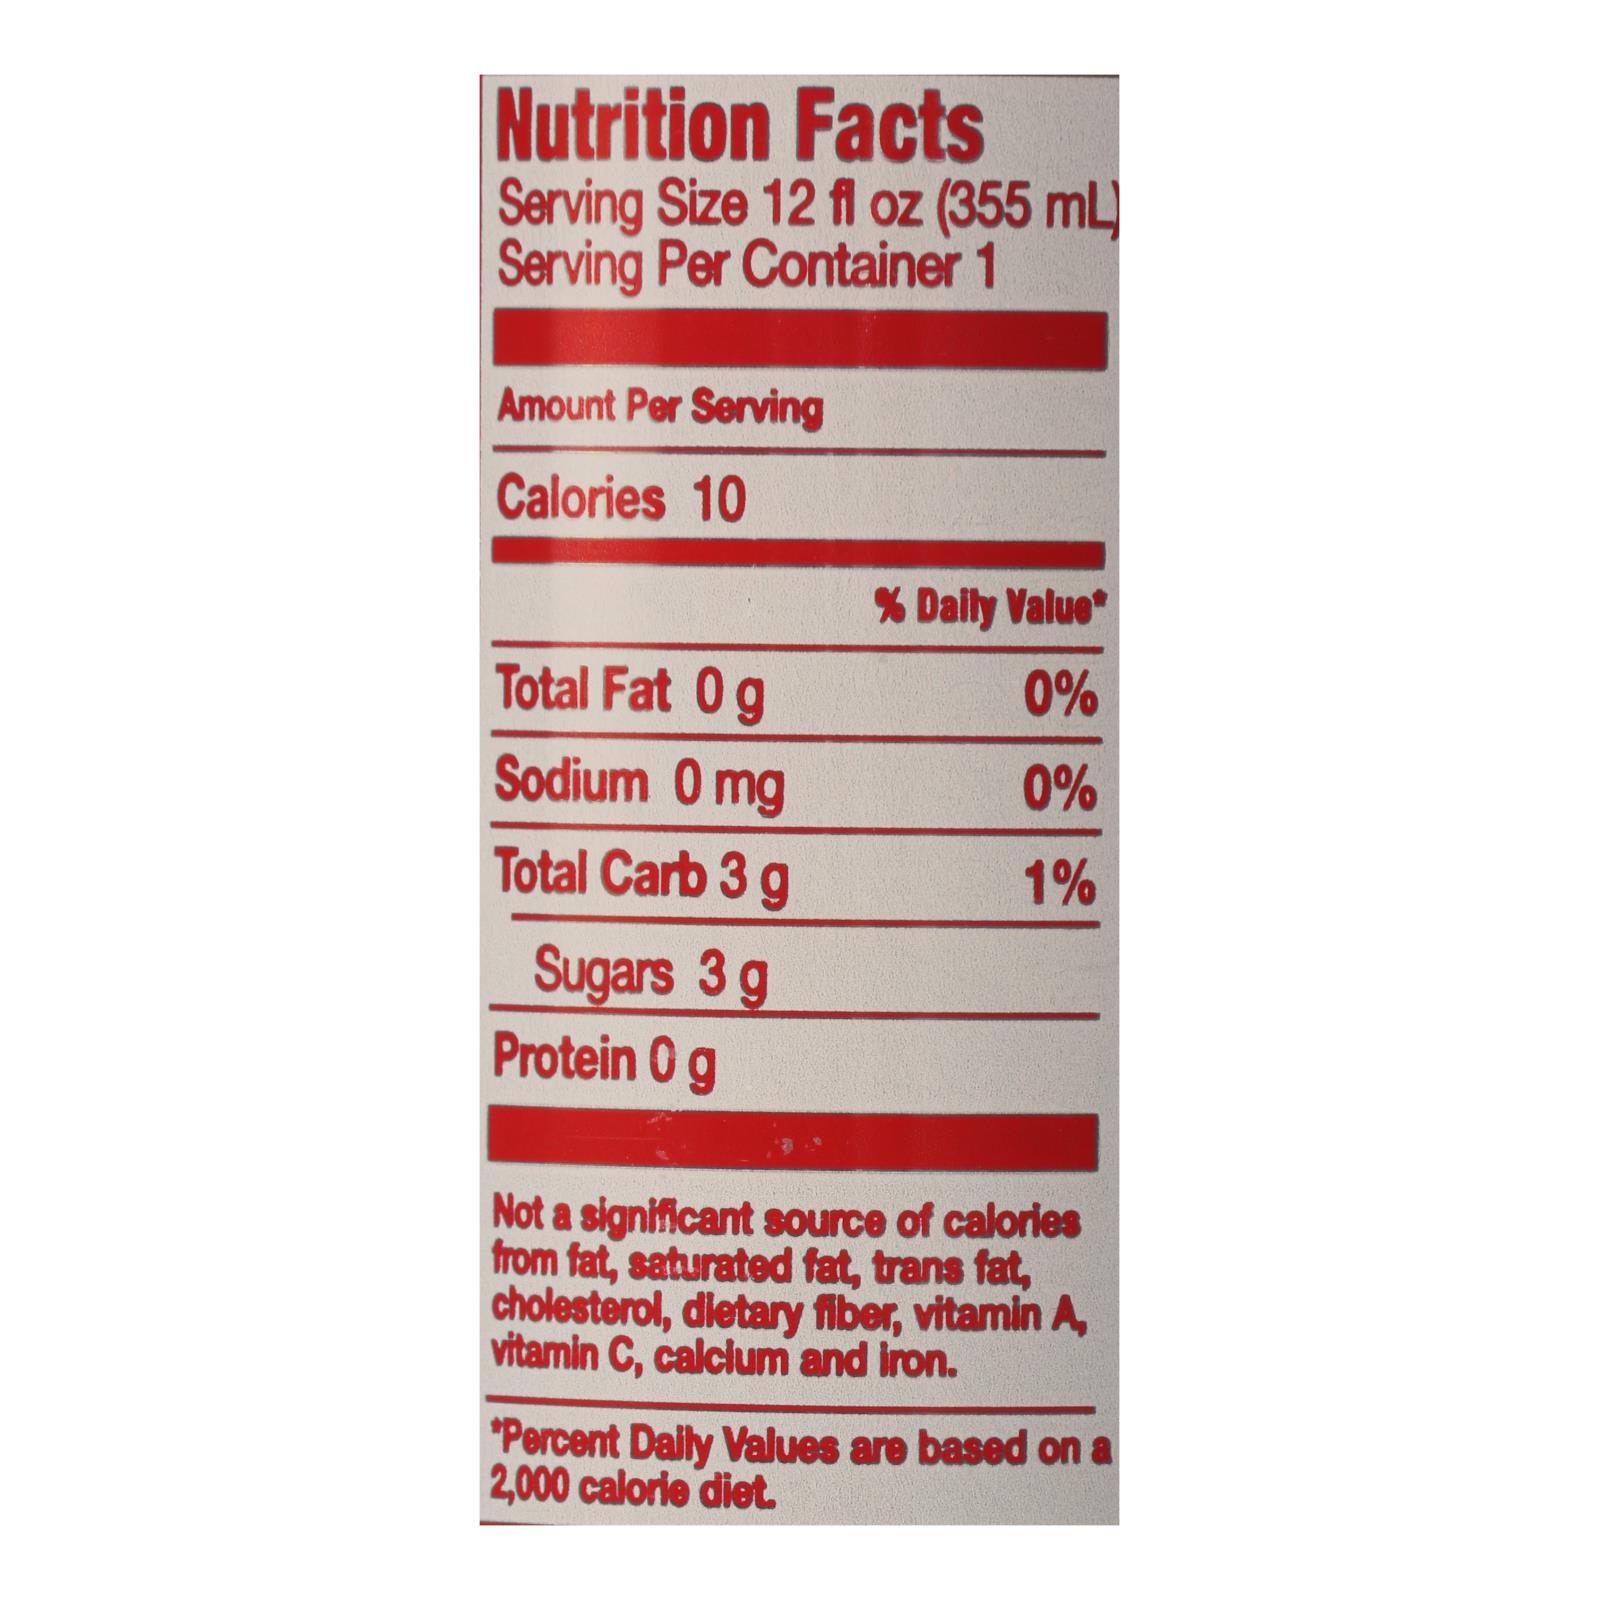 Nutrition Facts
Serving Size 12 fl oz (355 mL)
Serving Per Container 1
Amount Per Serving
Calories 10
% Daily Value*
Total Fat 0 g 0%
Sodium 0 mg 0%
Total Carb 3 g 1%
Sugars 3 g
Protein 0 g
Not a significant source of calories
from fat, saturated fat, trans fat,
cholesterol, dietary fiber, vitamin A,
vitamin C, calcium and iron.
*Percent Daily Values are based on a
2,000 calorie diet.